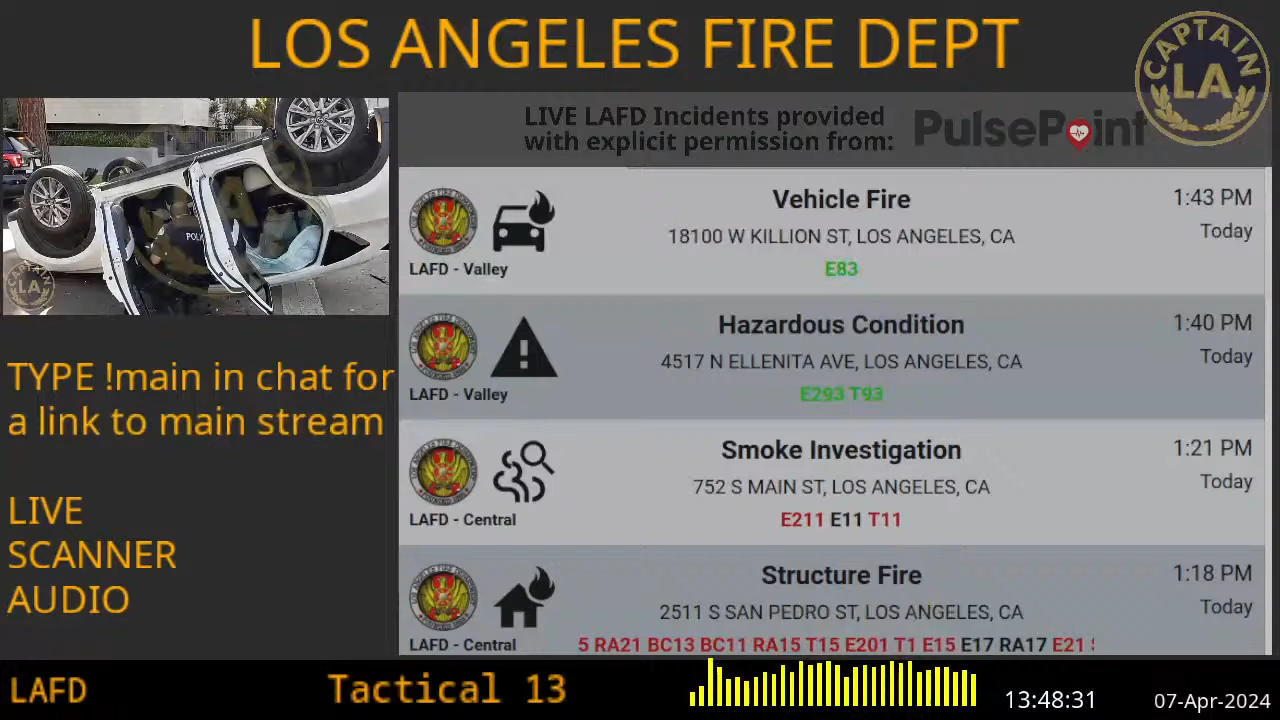 LOS ANGELES FIRE DEPT
CAPTAIN
LA
LIVE LAFD Incidents provided
with explicit permission from:
PulsePoint
Vehicle Fire
1:43 PM
18100 W KILLION ST, LOS ANGELES, CA
Today
E83
LAFD - Valley
Hazardous Condition
1:40 PM
4517 N ELLENITA AVE, LOS ANGELES, CA
Today
E293 T93
LAFD - Valley
Smoke Investigation
1:21 PM
752 S MAIN ST, LOS ANGELES, CA
Today
E211 E11 T11
LAFD - Central
Structure Fire
1:18 PM
2511 S SAN PEDRO ST, LOS ANGELES, CA
Today
5 RA21 BC13 BC11 RA15 T15 E201 T1 E15 E17 RA17 E21
LAFD - Central
CAPTAIN
LA
TYPE !main in chat for
a link to main stream
LIVE
SCANNER
AUDIO
LAFD
Tactical 13
13:48:31
07-Apr-2024